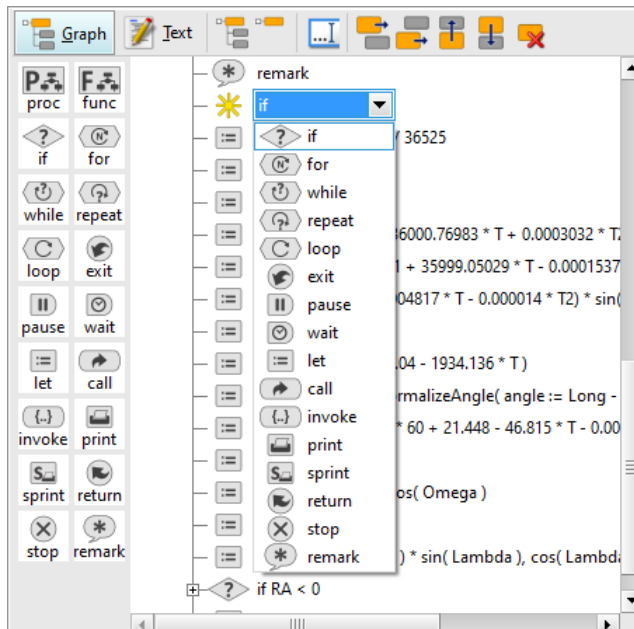 Graph Text
P F
proc func
if for
while repeat
loop exit
pause wait
let call
invoke print
sprint return
stop remark
remark
if
if
for
while
repeat
loop
exit
pause
wait
let
call
invoke
print
sprint
return
stop
remark
/ 36525
6000.76983 * T + 0.0003032 * T
+ 35999.05029 * T - 0.0001537
04817 * T - 0.000014 * T2) * sin(
.04 - 1934.136 * T )
rmalizeAngle( angle := Long -
* 60 + 21.448 - 46.815 * T - 0.00
os( Omega )
) * sin( Lambda ), cos( Lambda
if RA < 0